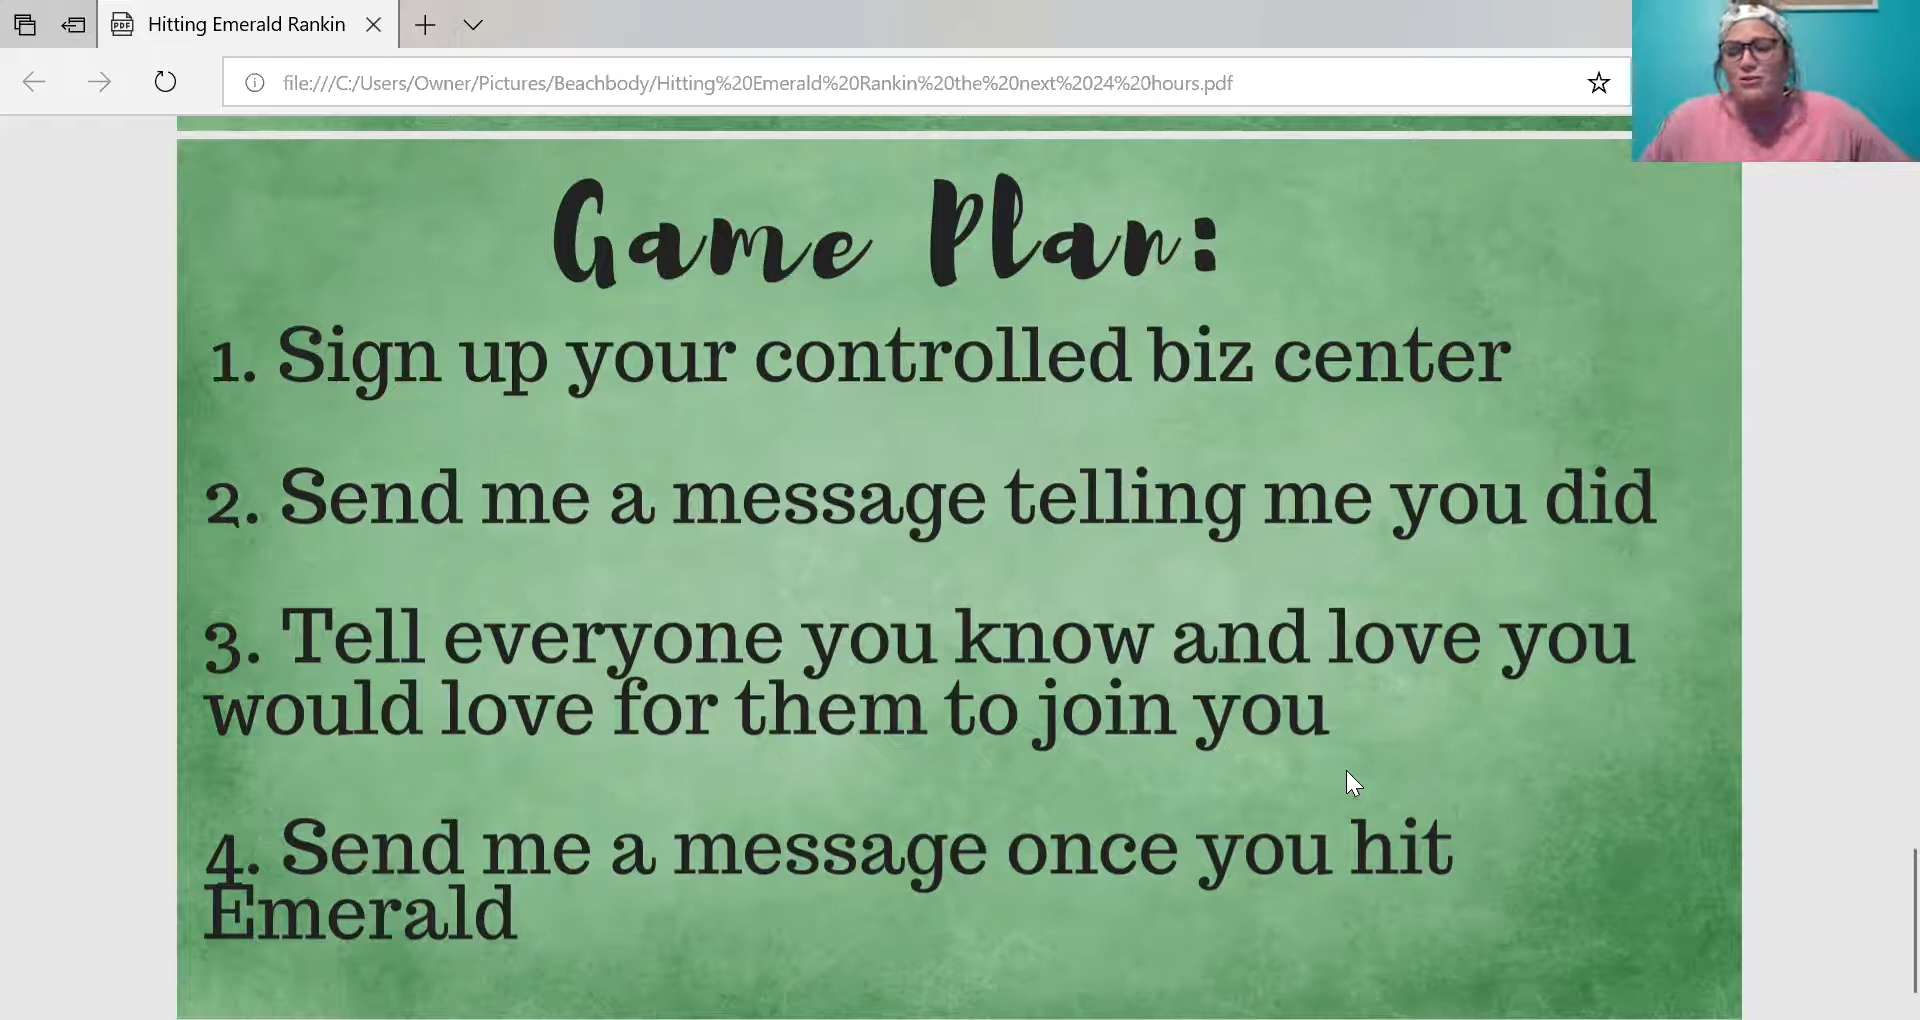 Hitting Emerald Rankin
file:///C:/Users/Owner/Pictures/Beachbody/Hitting%20Emerald%20Rankin%20the%20next%2024%20hours.pdf
Game Plan:
1. Sign up your controlled biz center
2. Send me a message telling me you did
3. Tell everyone you know and love you
would love for them to join you
4. Send me a message once you hit
Emerald